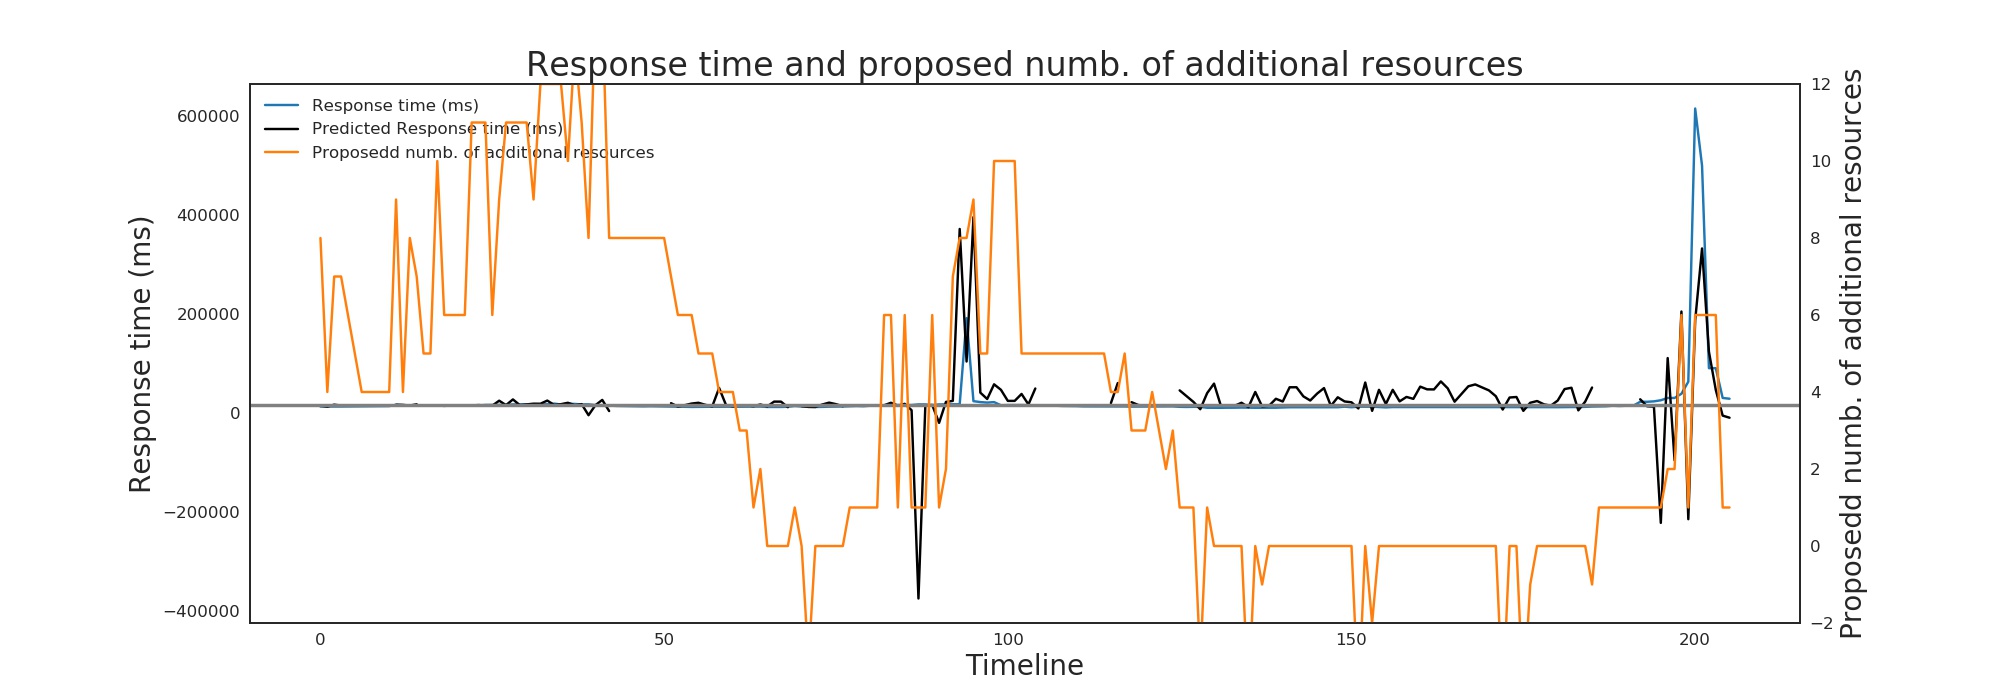 Response time and proposed numb. of additional resources
Response time (ms)
Predicted Response time (ms)
Proposedd numb. of additional resources
Response time (ms)
600000
400000
200000
0
−200000
−400000
0
50
100
150
200
Timeline
12
10
8
6
4
2
0
−2
Proposedd numb. of additional resources